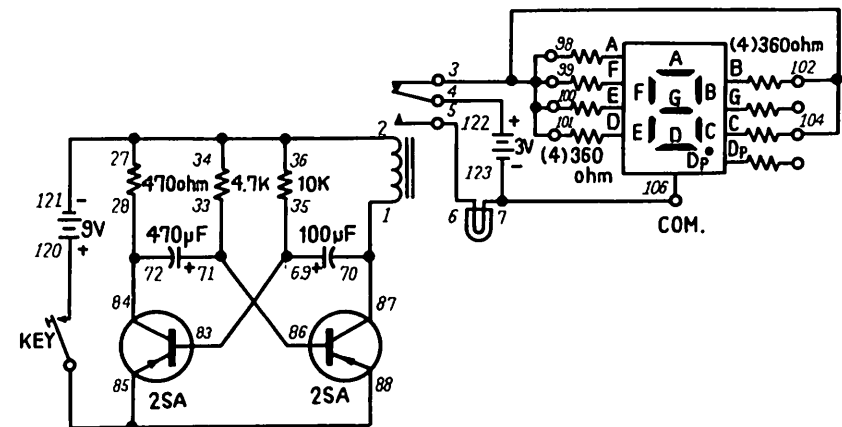 98 A (4)360ohm
3 99 F A B 102
4 100 E F B G
5 101 D G C 104
122 + E C
2 3V (4)360 D DP
27 34 36 123 - ohm DP
470ohm 4.7K 10K 106
121 - 28 33 35 1 6 7 COM.
9V 470µF 100µF
120 + 72 +71 69+ 70
84 87
KEY 83 86
85 88
2SA 2SA